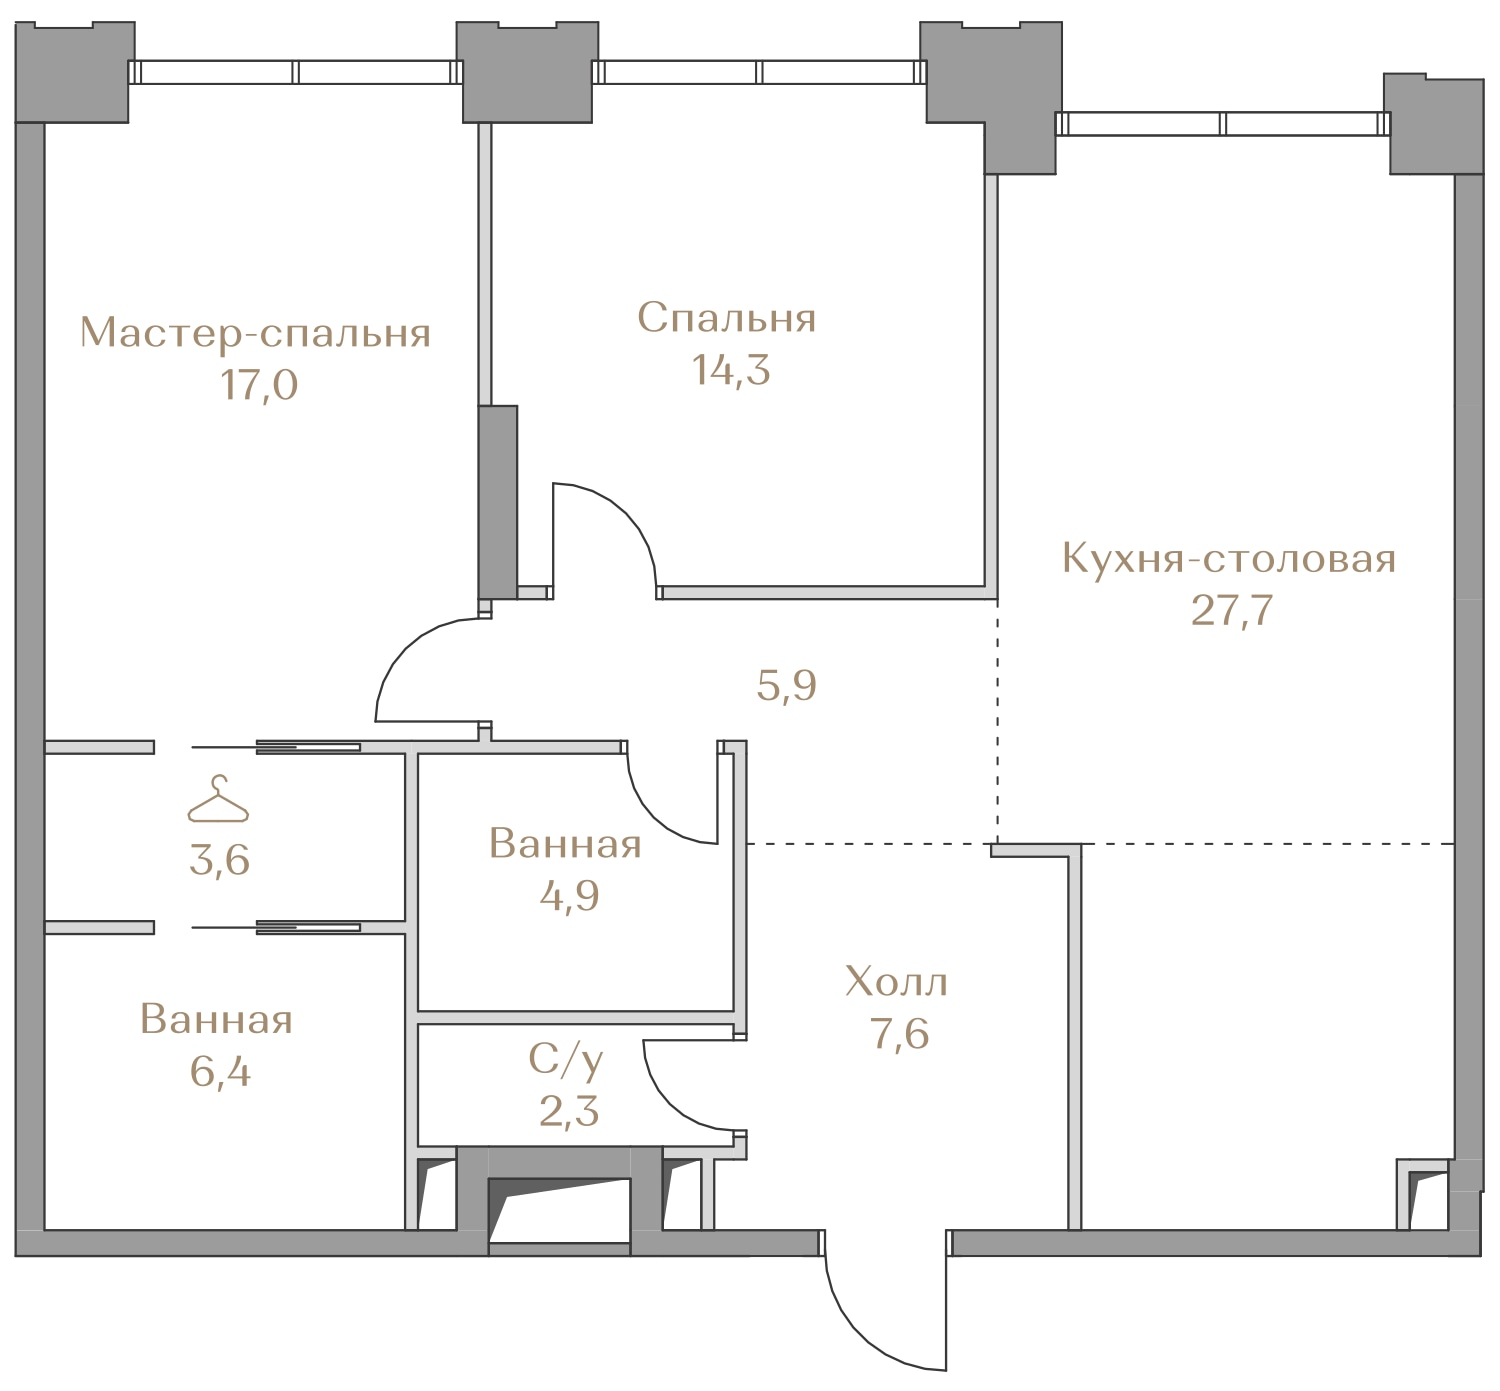 Мастер-спальня
17,0
Спальня
14,3
Кухня-столовая
27,7
5,9
3,6
Ванная
4,9
Ванная
6,4
С/у
2,3
Холл
7,6